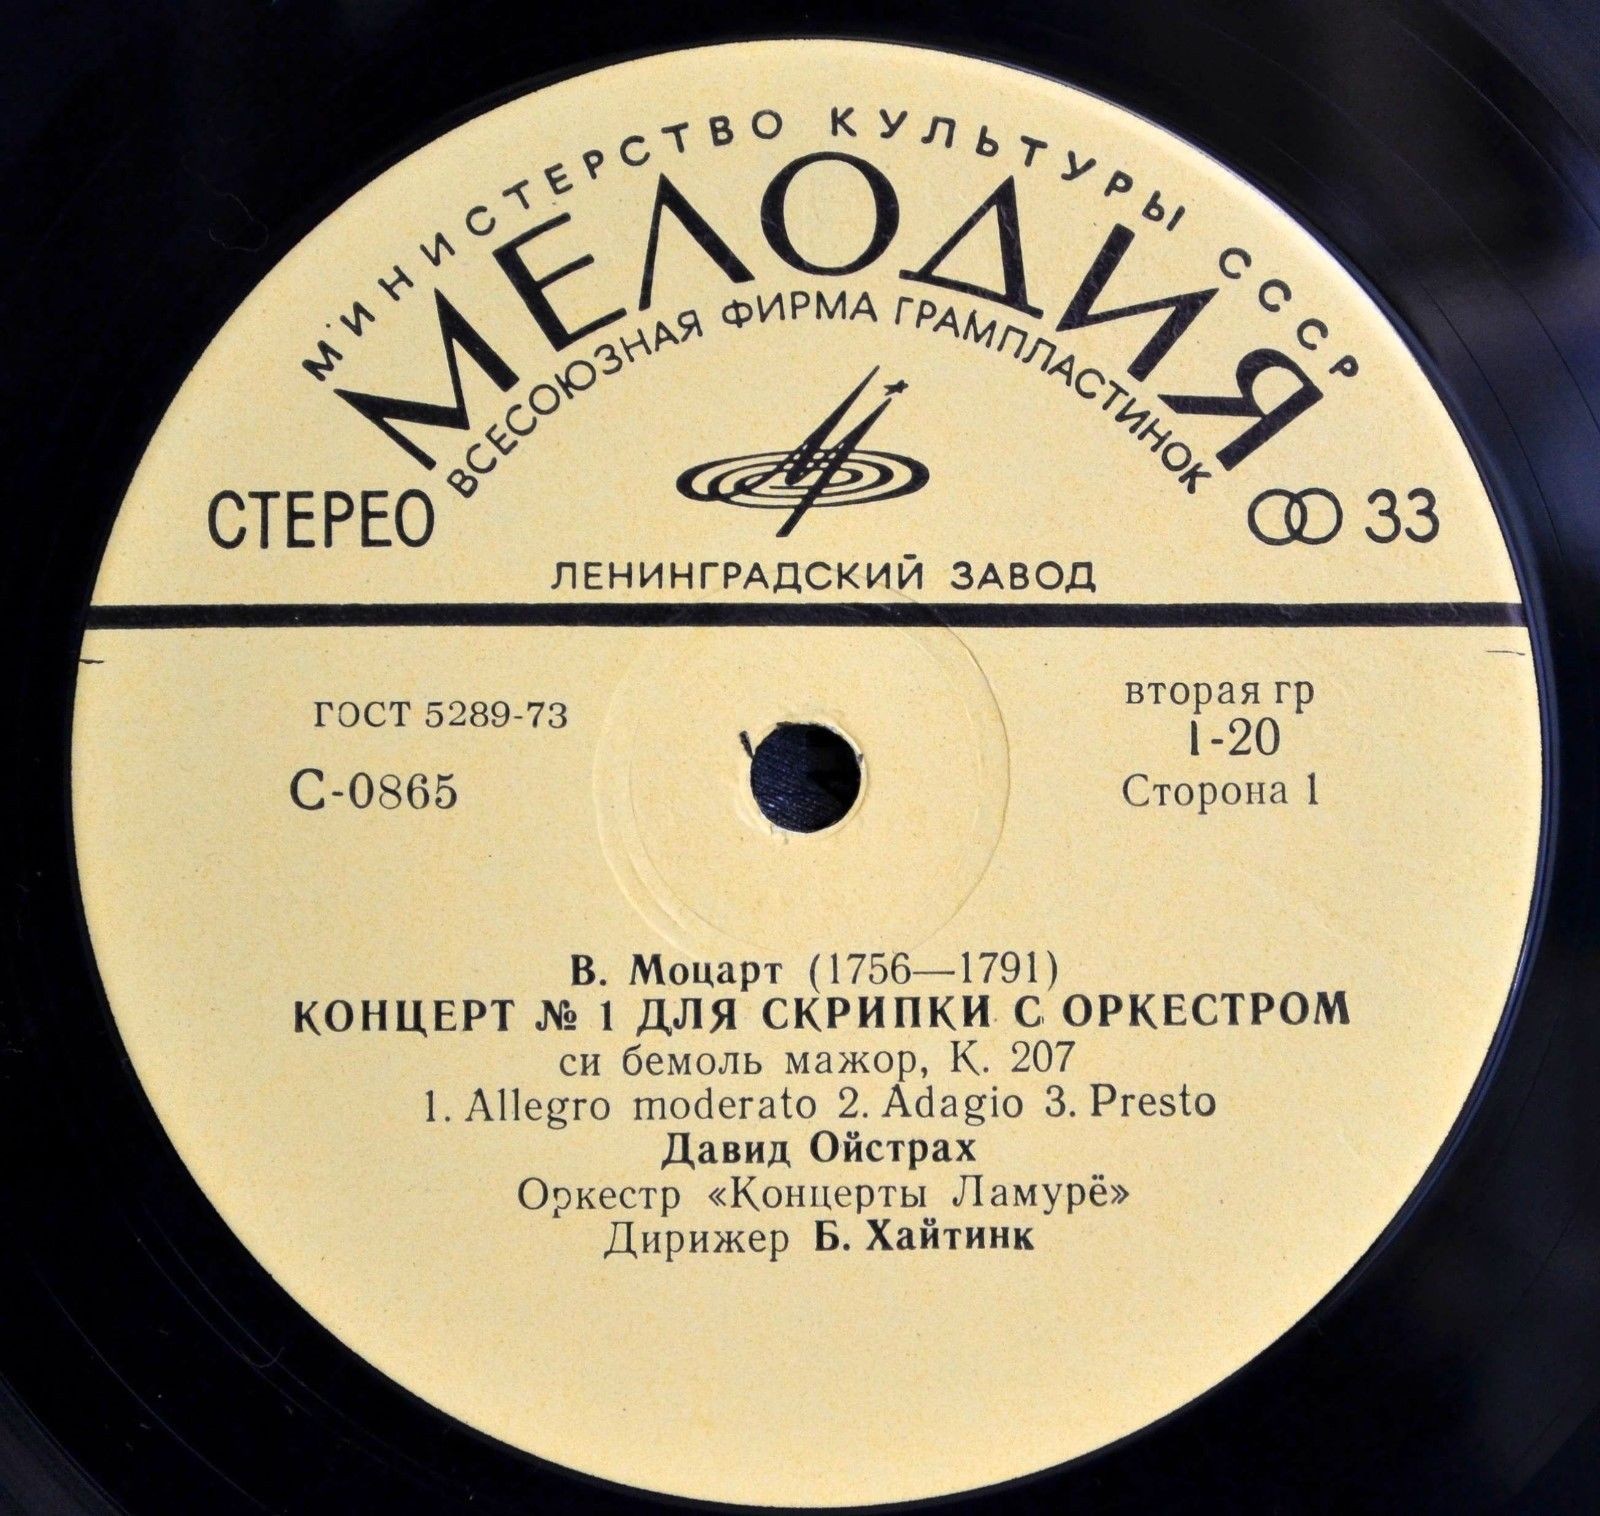 МИНИСТЕРСТВО КУЛЬТУРЫ СССР
МЕЛОДИЯ
ВСЕСОЮЗНАЯ ФИРМА ГРАМПЛАСТИНОК
СТЕРЕО
33
ЛЕНИНГРАДСКИЙ ЗАВОД
ГОСТ 5289-73
С-0865
вторая гр
1-20
Сторона 1
В. Моцарт (1756—1791)
КОНЦЕРТ № 1 ДЛЯ СКРИПКИ С ОРКЕСТРОМ
си бемоль мажор, К. 207
1. Allegro moderato 2. Adagio 3. Presto
Давид Ойстрах
Оркестр «Концерты Ламурё»
Дирижер Б. Хайтинк